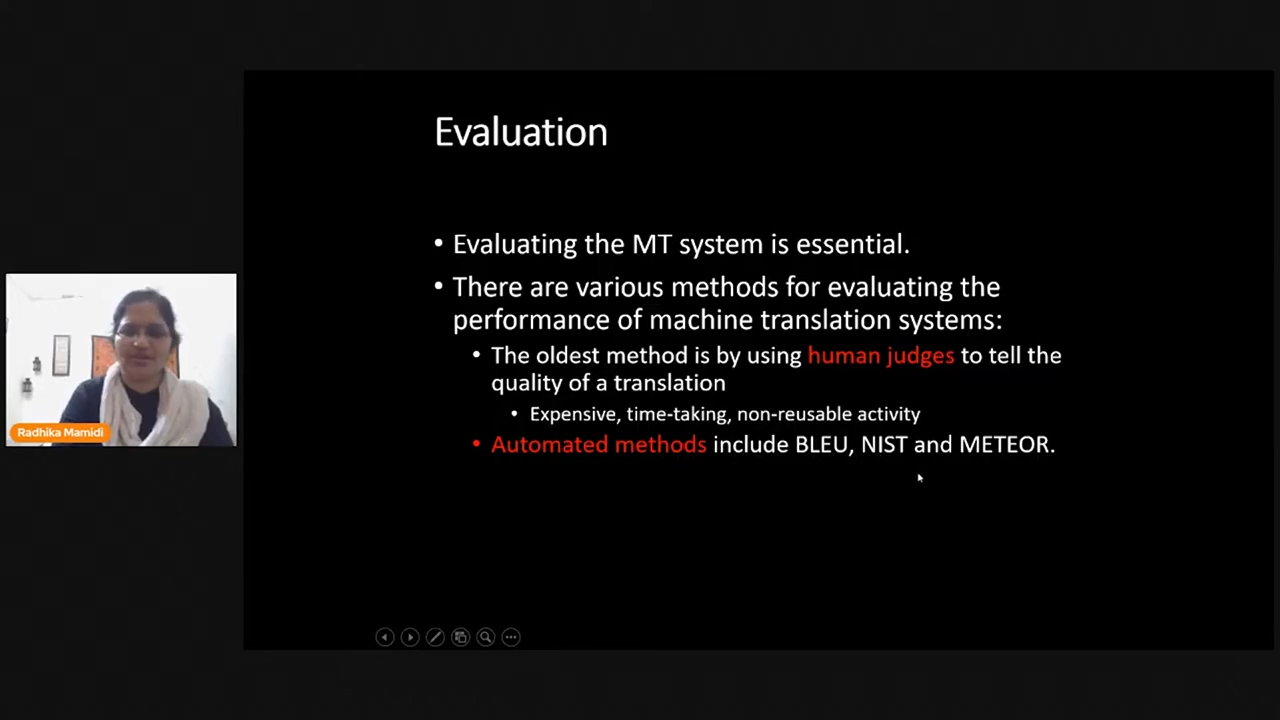 Evaluation
• Evaluating the MT system is essential.
• There are various methods for evaluating the
performance of machine translation systems:
• The oldest method is by using human judges to tell the
quality of a translation
• Expensive, time-taking, non-reusable activity
• Automated methods include BLEU, NIST and METEOR.
Radhika Mamidi